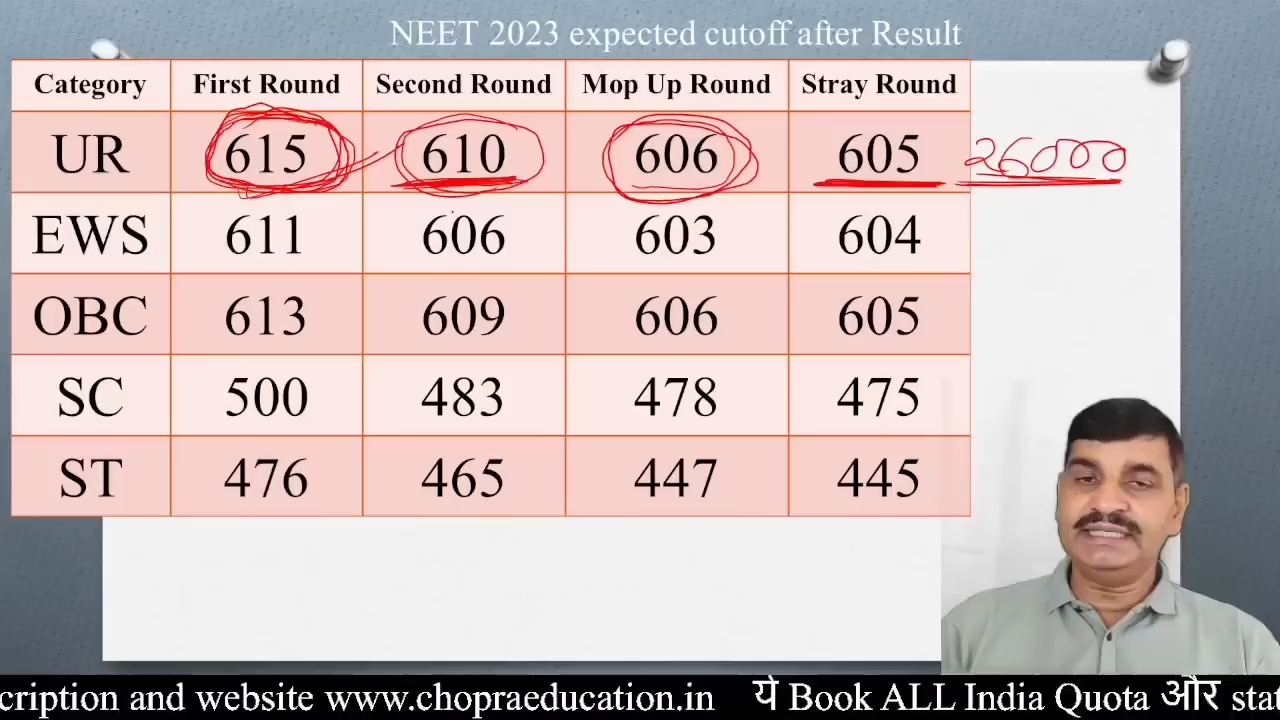 NEET 2023 expected cutoff after Result
Category First Round Second Round Mop Up Round Stray Round
UR 615 610 606 605 26000
EWS 611 606 603 604
OBC 613 609 606 605
SC 500 483 478 475
ST 476 465 447 445
cription and website www.chopraeducation.in ये Book ALL India Quota और stat